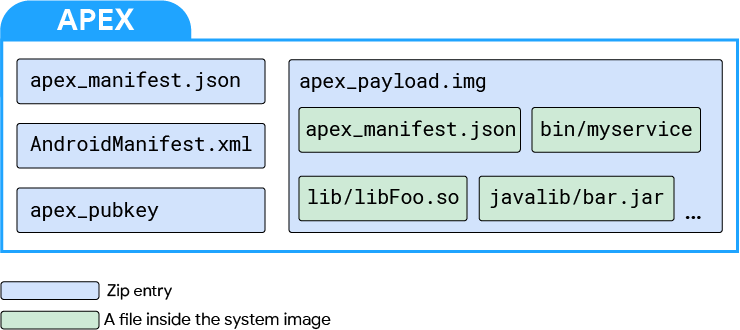 APEX
apex_manifest.json
AndroidManifest.xml
apex_pubkey
apex_payload.img
apex_manifest.json bin/myservice
lib/libFoo.so javalib/bar.jar ...
Zip entry
A file inside the system image